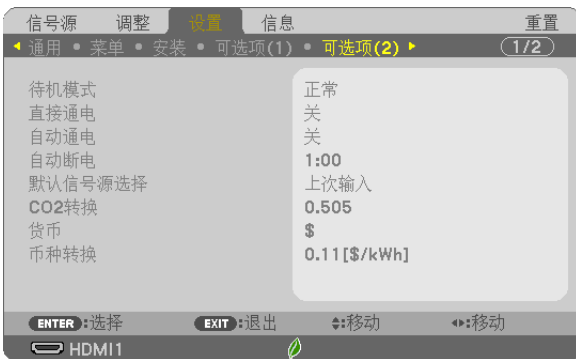 信号源 调整 设置 信息 重置
通用 • 菜单 • 安装 • 可选项(1) • 可选项(2) 1/2
待机模式 正常
直接通电 关
自动通电 关
自动断电 1:00
默认信号源选择 上次输入
CO2转换 0.505
货币 $
币种转换 0.11[$/kWh]
ENTER:选择 EXIT:退出 :移动 :移动
HDMI1